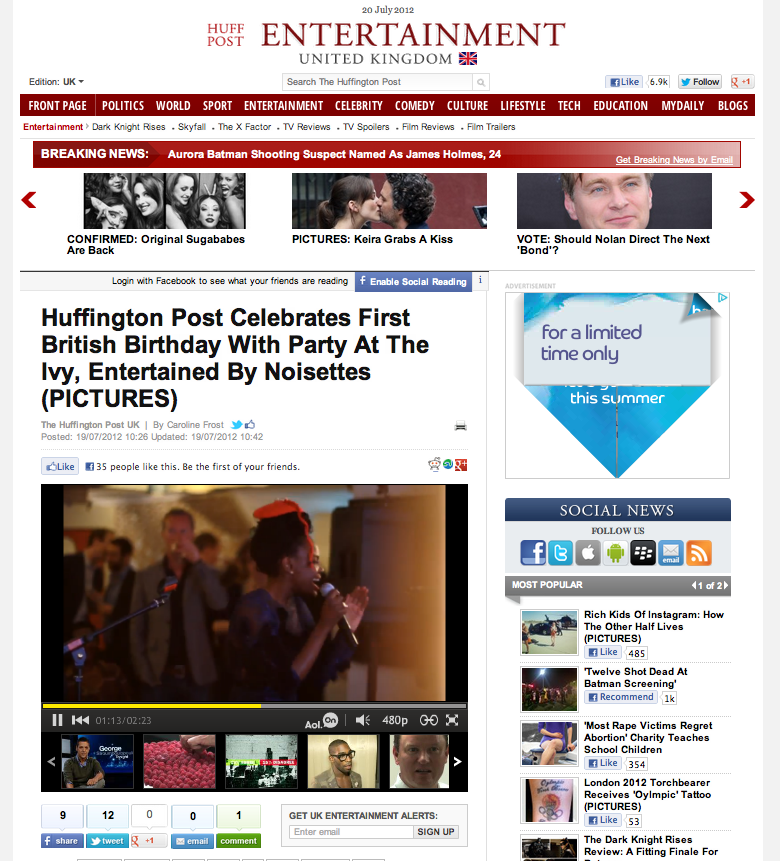 20 July 2012
HUFF
POST
ENTERTAINMENT
UNITED KINGDOM
Edition: UK
Search The Huffington Post
Like
6.9k
Follow
+1
FRONT PAGE POLITICS WORLD SPORT ENTERTAINMENT CELEBRITY COMEDY CULTURE LIFESTYLE TECH EDUCATION MYDAILY BLOGS
Entertainment > Dark Knight Rises • Skyfall • The X Factor • TV Reviews • TV Spoilers • Film Reviews • Film Trailers
BREAKING NEWS: Aurora Batman Shooting Suspect Named As James Holmes, 24
Get Breaking News by Email
CONFIRMED: Original Sugababes
Are Back
PICTURES: Keira Grabs A Kiss
VOTE: Should Nolan Direct The Next
'Bond'?
Login with Facebook to see what your friends are reading
f Enable Social Reading
i
ADVERTISEMENT
for a limited
time only
this summer
Huffington Post Celebrates First
British Birthday With Party At The
Ivy, Entertained By Noisettes
(PICTURES)
The Huffington Post UK | By Caroline Frost
Posted: 19/07/2012 10:26 Updated: 19/07/2012 10:42
Like
35 people like this. Be the first of your friends.
01:13/02:23
Aol.On
480p
George
9
12
0
0
1
share
tweet
+1
email
comment
GET UK ENTERTAINMENT ALERTS:
Enter email
SIGN UP
SOCIAL NEWS
FOLLOW US
email
MOST POPULAR
1 of 2
Rich Kids Of Instagram: How
The Other Half Lives
(PICTURES)
Like 485
'Twelve Shot Dead At
Batman Screening'
Recommend 1k
'Most Rape Victims Regret
Abortion' Charity Teaches
School Children
Like 354
London 2012 Torchbearer
Receives 'Oylmpic' Tattoo
(PICTURES)
Like 53
The Dark Knight Rises
Review: A Fitting Finale For